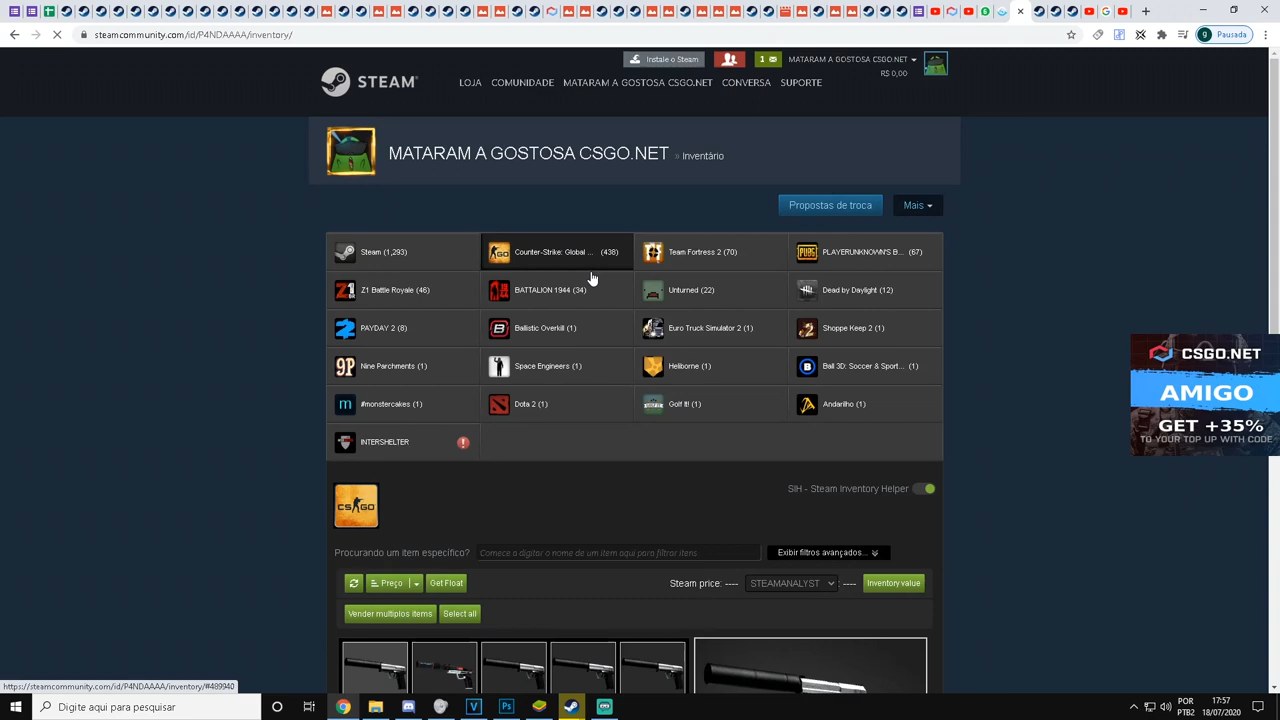 Pausada
steamcommunity.com/id/P4NDAAAA/inventory/
Instale o Steam
1
MATARAM A GOSTOSA CSGO.NET
R$ 0,00
STEAM
LOJA COMUNIDADE MATARAM A GOSTOSA CSGO.NET CONVERSA SUPORTE
MATARAM A GOSTOSA CSGO.NET » Inventário
Propostas de troca
Mais
Steam (1,293)
Counter-Strike: Global ... (438)
Team Fortress 2 (70)
PLAYERUNKNOWN'S B... (67)
Z1 Battle Royale (46)
BATTALION 1944 (34)
Unturned (22)
Dead by Daylight (12)
PAYDAY 2 (8)
Ballistic Overkill (1)
Euro Truck Simulator 2 (1)
Shoppe Keep 2 (1)
Nine Parchments (1)
Space Engineers (1)
Heliborne (1)
Ball 3D: Soccer & Sport... (1)
#monstercakes (1)
Dota 2 (1)
Golf It! (1)
Andarilho (1)
INTERSHELTER
CSGO.NET
AMIGO
GET +35%
TO YOUR TOP UP WITH CODE
CS GO
SIH - Steam Inventory Helper
Procurando um item específico?
Comece a digitar o nome de um item aqui para filtrar itens
Exibir filtros avançados...
Preço
Get Float
Steam price: ----
STEAMANALYST
: ----
Inventory value
Vender multiplos items
Select all
https://steamcommunity.com/id/P4NDAAAA/inventory/#489940
Digite aqui para pesquisar
POR
PTB2
17:57
18/07/2020